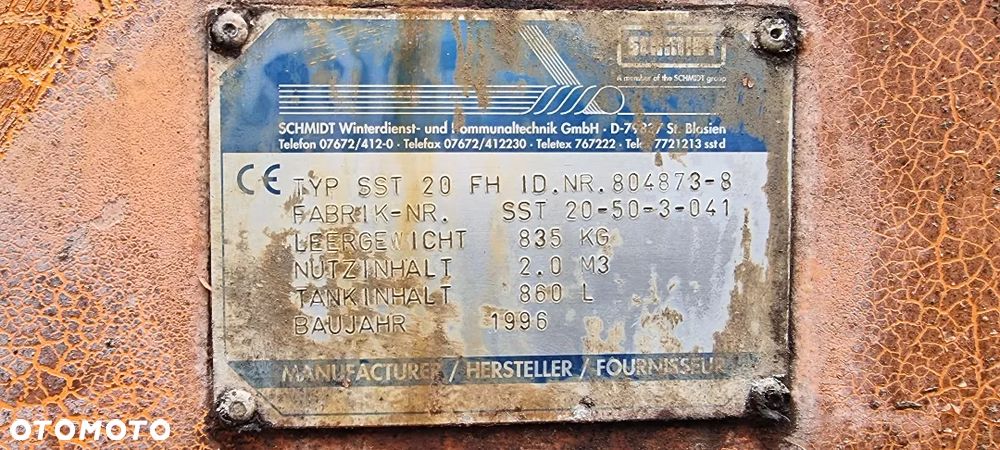 SCHMIDT
A member of the SCHMIDT group
SCHMIDT Winterdienst- und Kommunaltechnik GmbH · D-79837 St. Blasien
Telefon 07672/412-0 · Telefax 07672/412230 · Teletex 767222 · 7721213 sstd
CE TYP SST 20 FH ID.NR.804873-8
FABRIK-NR. SST 20-50-3-041
LEERGEWICHT 835 KG
NUTZINHALT 2.0 M3
TANKINHALT 860 L
BAUJAHR 1996
MANUFACTURER / HERSTELLER / FOURNISSEUR
OTOMOTO